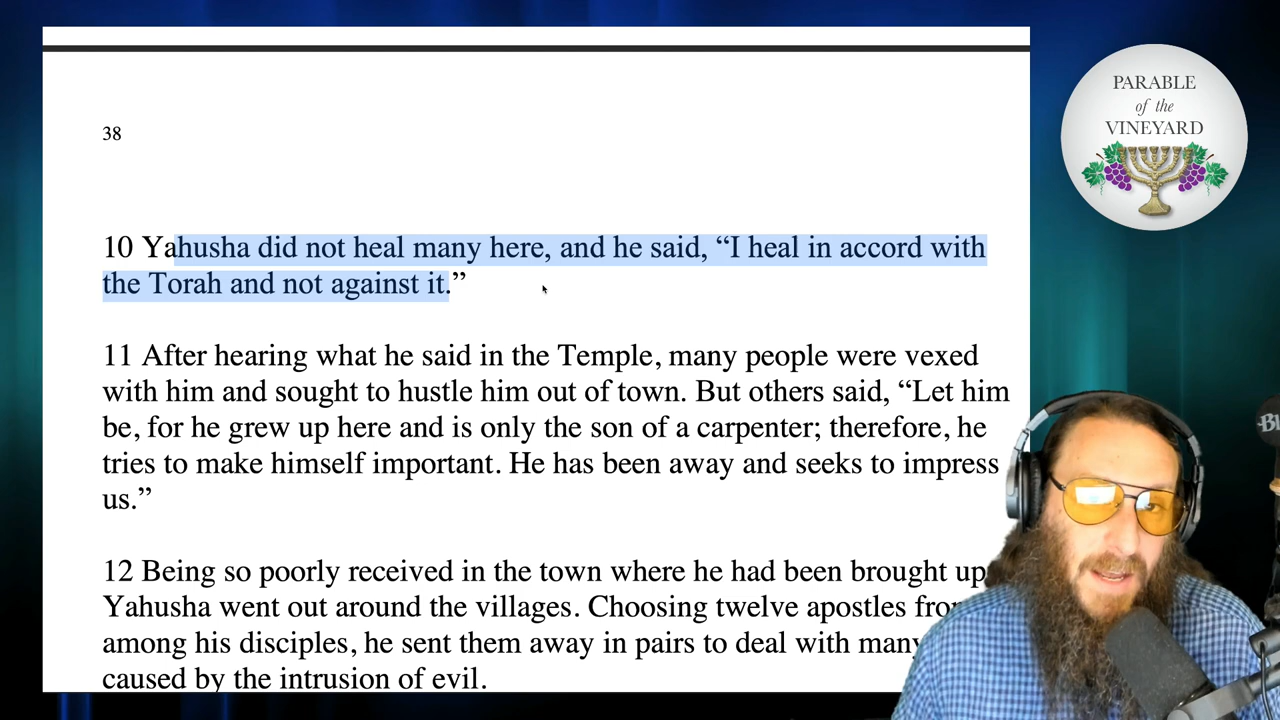 PARABLE
of the
VINEYARD
38
10 Yahusha did not heal many here, and he said, “I heal in accord with
the Torah and not against it.”
11 After hearing what he said in the Temple, many people were vexed
with him and sought to hustle him out of town. But others said, “Let him
be, for he grew up here and is only the son of a carpenter; therefore, he
tries to make himself important. He has been away and seeks to impress
us.”
12 Being so poorly received in the town where he had been brought up
Yahusha went out around the villages. Choosing twelve apostles
among his disciples, he sent them away in pairs to deal with many
caused by the intrusion of evil.